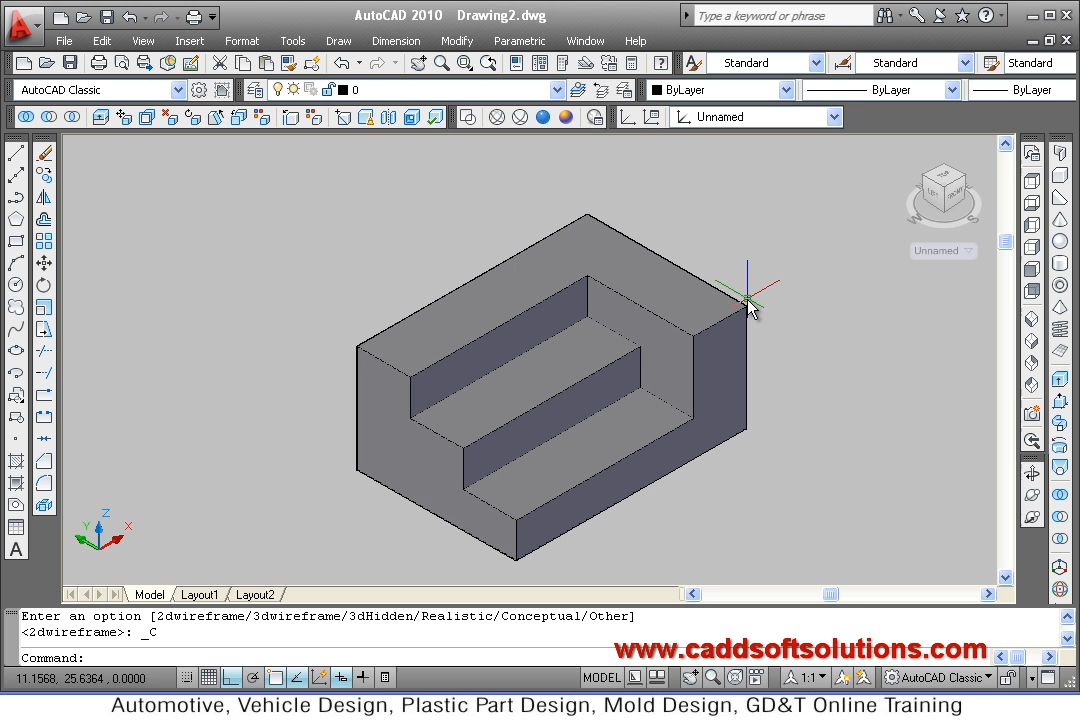 AutoCAD 2010 Drawing2.dwg
Type a keyword or phrase
File Edit View Insert Format Tools Draw Dimension Modify Parametric Window Help
Standard Standard Standard
AutoCAD Classic 0 ByLayer ByLayer ByLayer
Unnamed
TOP
LEFT FRONT
Unnamed
Z
Y X
A
Model Layout1 Layout2
Enter an option [2dwireframe/3dwireframe/3dHidden/Realistic/Conceptual/Other]
<2dwireframe>: _C
Command:
www.caddsoftsolutions.com
11.1568, 25.6364, 0.0000 MODEL 1:1 AutoCAD Classic
Automotive, Vehicle Design, Plastic Part Design, Mold Design, GD&T Online Training